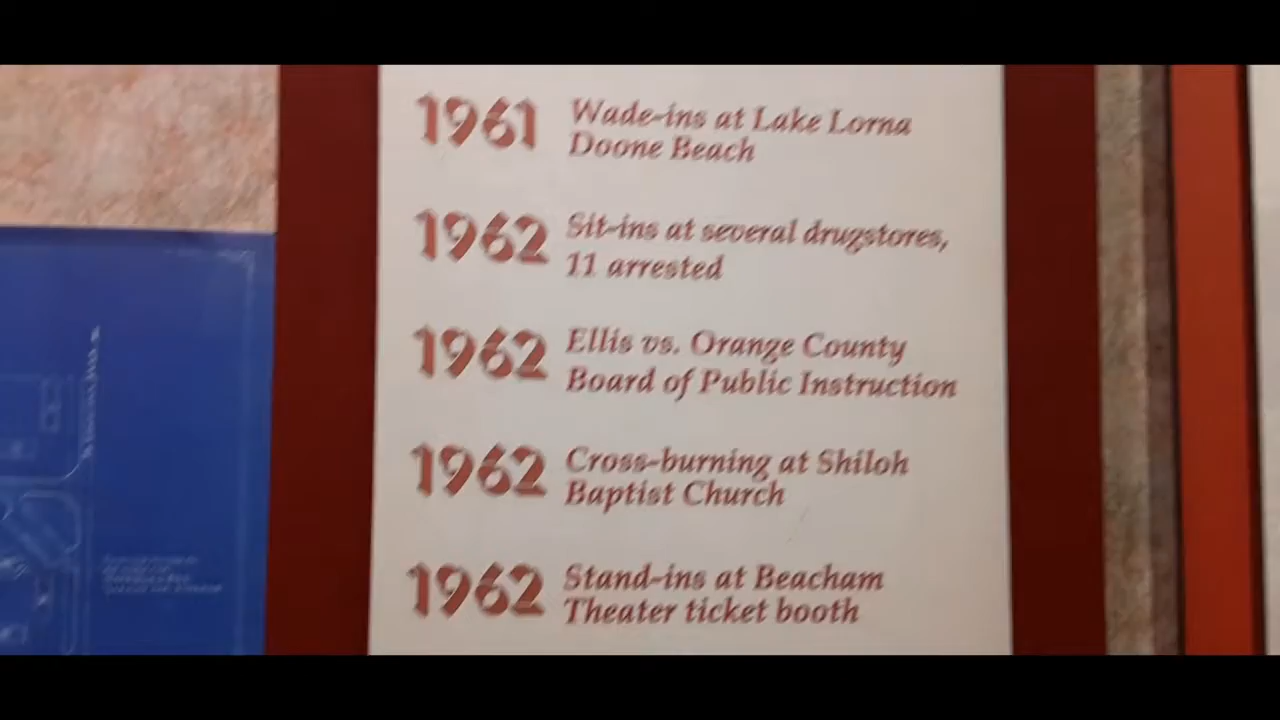 1961 Wade-ins at Lake Lorna
Doone Beach
1962 Sit-ins at several drugstores,
11 arrested
1962 Ellis vs. Orange County
Board of Public Instruction
1962 Cross-burning at Shiloh
Baptist Church
1962 Stand-ins at Beacham
Theater ticket booth